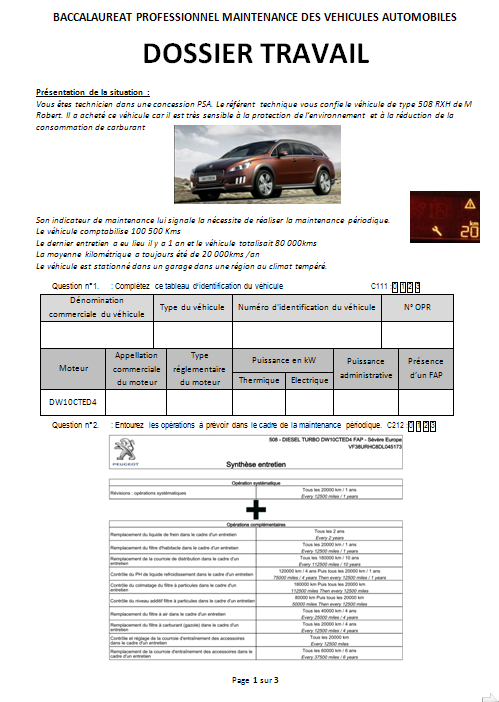 BACCALAUREAT PROFESSIONNEL MAINTENANCE DES VEHICULES AUTOMOBILES
DOSSIER TRAVAIL
Présentation de la situation :
Vous êtes technicien dans une concession PSA. Le référent technique vous confie le véhicule de type 508 RXH de M
Robert. Il a acheté ce véhicule car il est très sensible à la protection de l'environnement et à la réduction de la
consommation de carburant
Son indicateur de maintenance lui signale la nécessite de réaliser la maintenance périodique.
km
20
Le véhicule comptabilise 100 500 Kms
Le dernier entretien a eu lieu il y a 1 an et le véhicule totalisait 80 000kms
La moyenne kilométrique a toujours été de 20 000kms /an
Le véhicule est stationné dans un garage dans une région au climat tempéré.
Question n°1. : Complétez ce tableau d'identification du véhicule C111 : 0 1 2 3
Dénomination commerciale du véhicule Type du véhicule Numéro d'identification du véhicule N° OPR
Moteur Appellation commerciale du moteur Type réglementaire du moteur Puissance en kW Puissance administrative Présence d'un FAP
Thermique Electrique
DW10CTED4
Question n°2. : Entourez les opérations à prévoir dans le cadre de la maintenance périodique. C212 : 0 1 2 3
508 - DIESEL TURBO DW10CTED4 FAP - Sévère Europe
VF38URHC8DL045173
PEUGEOT
Synthèse entretien
Opération systématique
Révisions : opérations systématiques Tous les 20000 km / 1 ans
Every 12500 miles / 1 years
Opérations complémentaires
Remplacement du liquide de frein dans le cadre d'un entretien Tous les 2 ans
Every 2 years
Remplacement du filtre d'habitacle dans le cadre d'un entretien Tous les 20000 km / 1 ans
Every 12500 miles / 1 years
Remplacement de la courroie de distribution dans le cadre d'un entretien Tous les 180000 km / 10 ans
Every 112500 miles / 10 years
Contrôle du PH de liquide refroidissement dans le cadre d'un entretien 120000 km / 4 ans Puis tous les 20000 km / 1 ans
75000 miles / 4 years Then every 12500 miles / 1 years
Contrôle du colmatage du filtre à particules dans le cadre d'un entretien 180000 km Puis tous les 20000 km
112500 miles Then every 12500 miles
Contrôle du niveau additif filtre à particules dans le cadre d'un entretien 80000 km Puis tous les 20000 km
50000 miles Then every 12500 miles
Remplacement du filtre à air dans le cadre d'un entretien Tous les 40000 km / 4 ans
Every 25000 miles / 4 years
Remplacement du filtre à carburant (gazole) dans le cadre d'un entretien Tous les 20000 km / 4 ans
Every 12500 miles / 4 years
Contrôle et réglage de la courroie d'entraînement des accessoires dans le cadre d'un entretien Tous les 20000 km
Every 12500 miles
Remplacement de la courroie d'entraînement des accessoires dans le cadre d'un entretien Tous les 60000 km / 6 ans
Every 37500 miles / 6 years
Page 1 sur 3